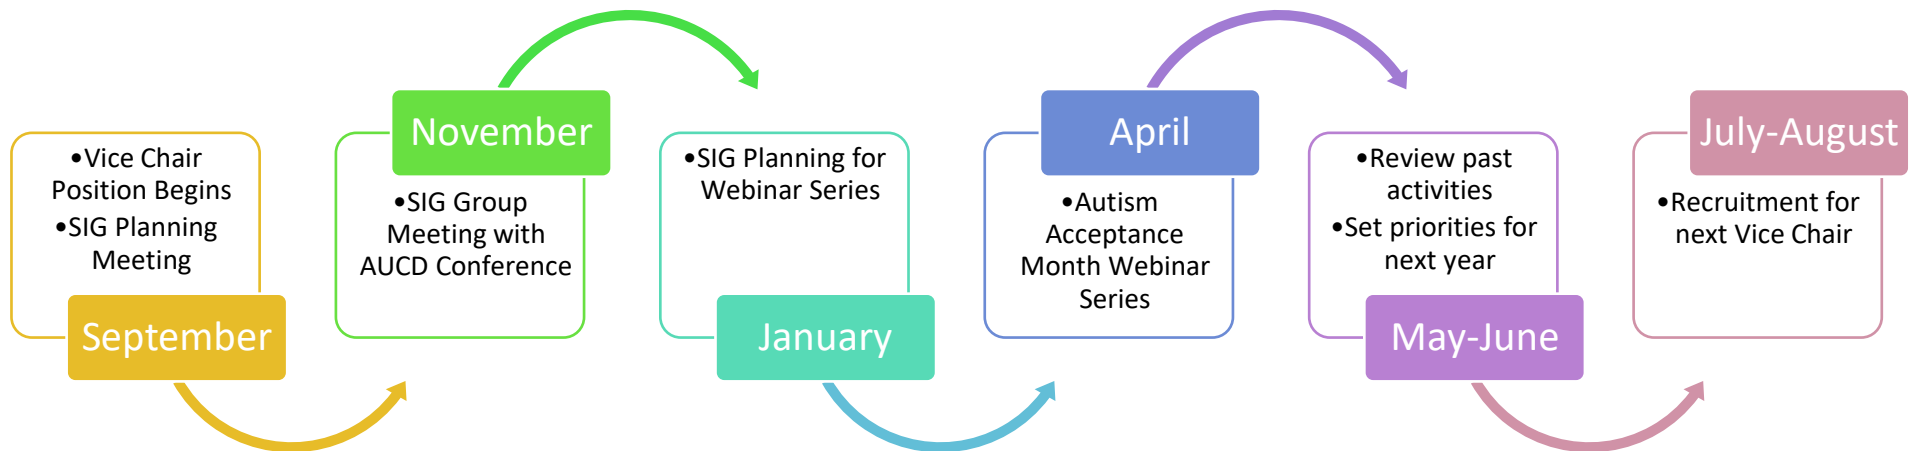 •Vice Chair
Position Begins
•SIG Planning
Meeting
September
November
•SIG Group
Meeting with
AUCD Conference
•SIG Planning for
Webinar Series
January
April
•Autism
Acceptance
Month Webinar
Series
•Review past
activities
•Set priorities for
next year
May-June
July-August
•Recruitment for
next Vice Chair